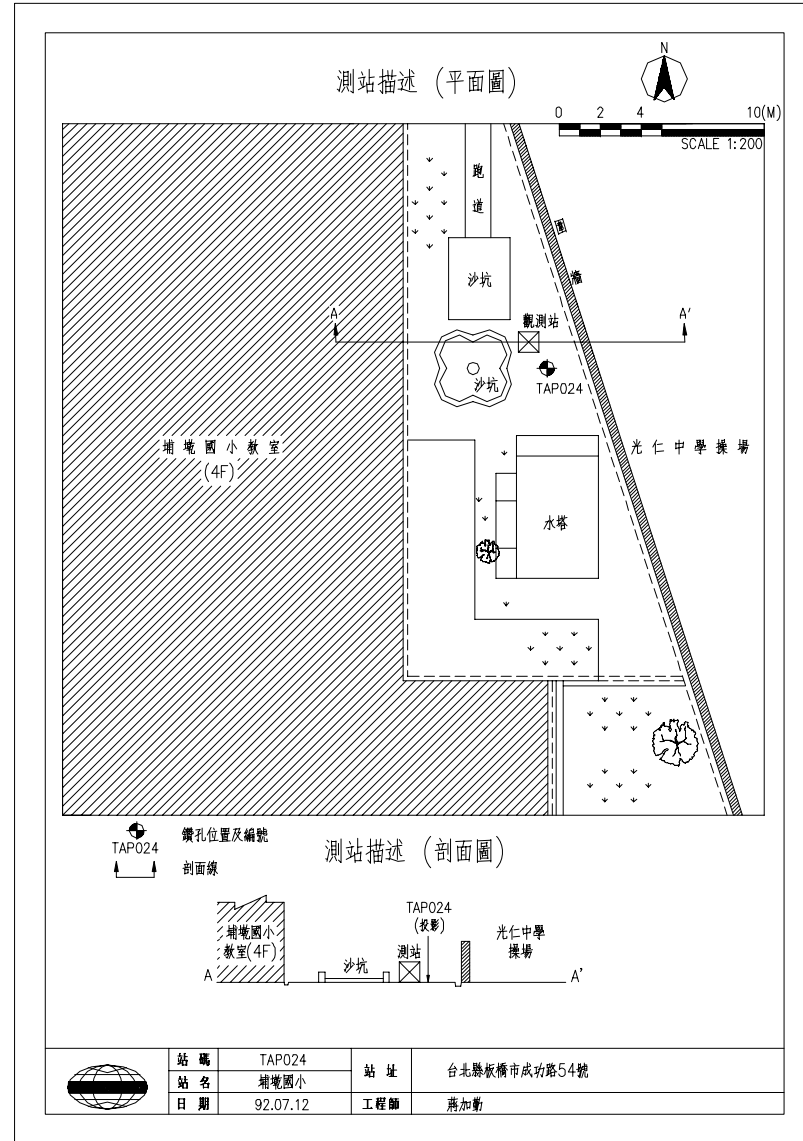 測站描述 (平面圖)
N
0 2 4 10(M)
SCALE 1:200
跑道
圍牆
沙坑
A
觀測站
A'
沙坑
TAP024
埔墘國小教室
(4F)
光仁中學操場
水塔
TAP024
鑽孔位置及編號
剖面線
測站描述 (剖面圖)
TAP024
(投影)
埔墘國小
教室(4F)
沙坑
測站
光仁中學
操場
A
A'
站碼 TAP024
站名 埔墘國小
日期 92.07.12
站址 台北縣板橋市成功路54號
工程師 蔣加勤